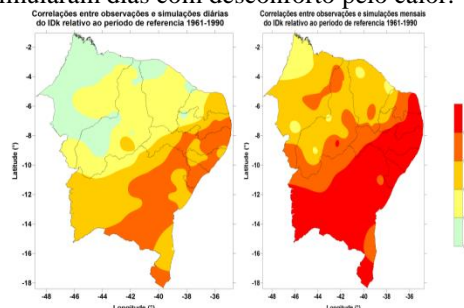 simularam dias com desconforto pelo calor.
Correlações entre observações e simulações diárias
do IDk relativo ao período de referencia 1961-1990
Correlações entre observações e simulações mensais
do IDk relativo ao período de referencia 1961-1990
-2
-4
-6
-8
-10
-12
-14
-16
-18
Latitude (°)
-48 -46 -44 -42 -40 -38 -36
Longitude (°)
-2
-4
-6
-8
-10
-12
-14
-16
-18
Latitude (°)
-48 -46 -44 -42 -40 -38 -36
Longitude (°)